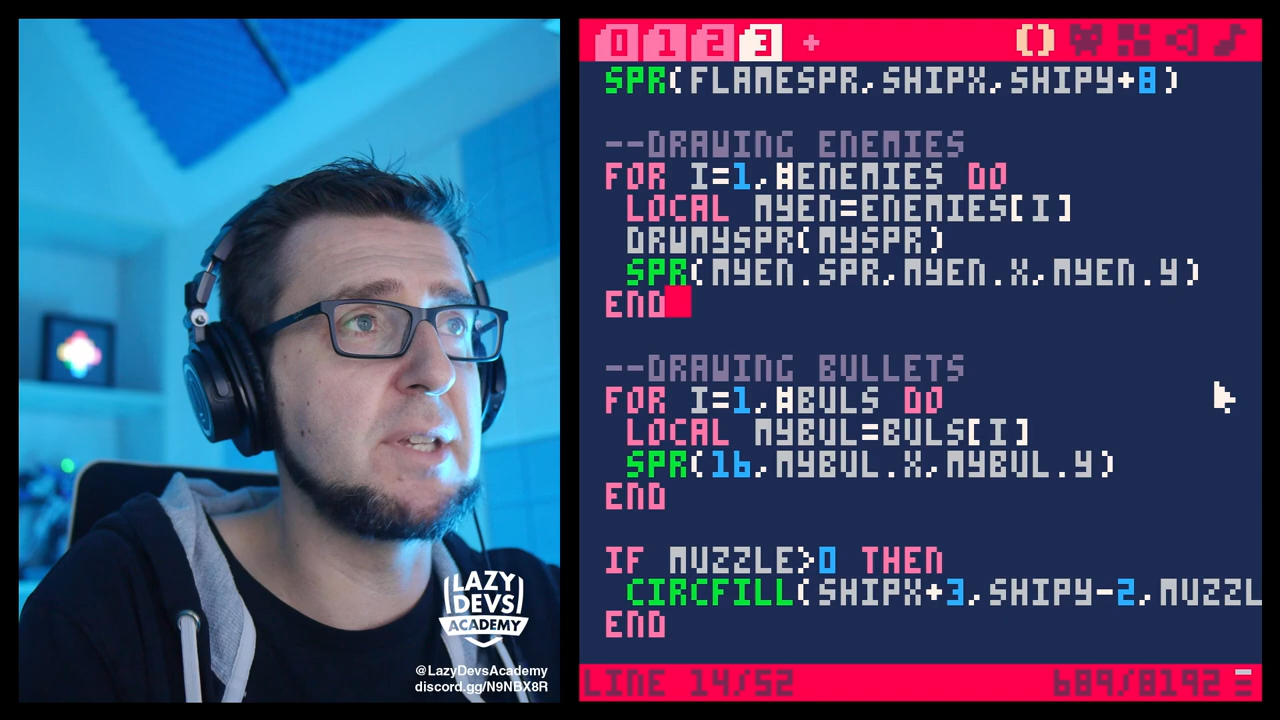 LAZY
DEVS
ACADEMY
@LazyDevsAcademy
discord.gg/N9NBX8R
0 1 2 3 +
SPR(FLAMESPR,SHIPX,SHIPY+8)
--DRAWING ENEMIES
FOR I=1,#ENEMIES DO
LOCAL MYEN=ENEMIES[I]
DRWMYSPR(MYSPR)
SPR(MYEN.SPR,MYEN.X,MYEN.Y)
END
--DRAWING BULLETS
FOR I=1,#BULS DO
LOCAL MYBUL=BULS[I]
SPR(16,MYBUL.X,MYBUL.Y)
END
IF MUZZLE>0 THEN
CIRCFILL(SHIPX+3,SHIPY-2,MUZZL
END
LINE 14/52
689/8192